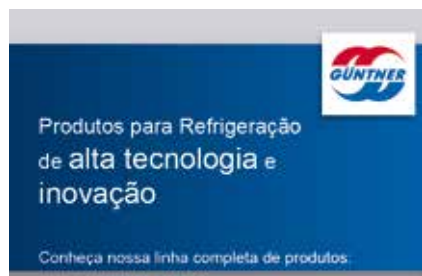 GÜNTNER
Produtos para Refrigeração
de alta tecnologia e
inovação
Conheça nossa linha completa de produtos: